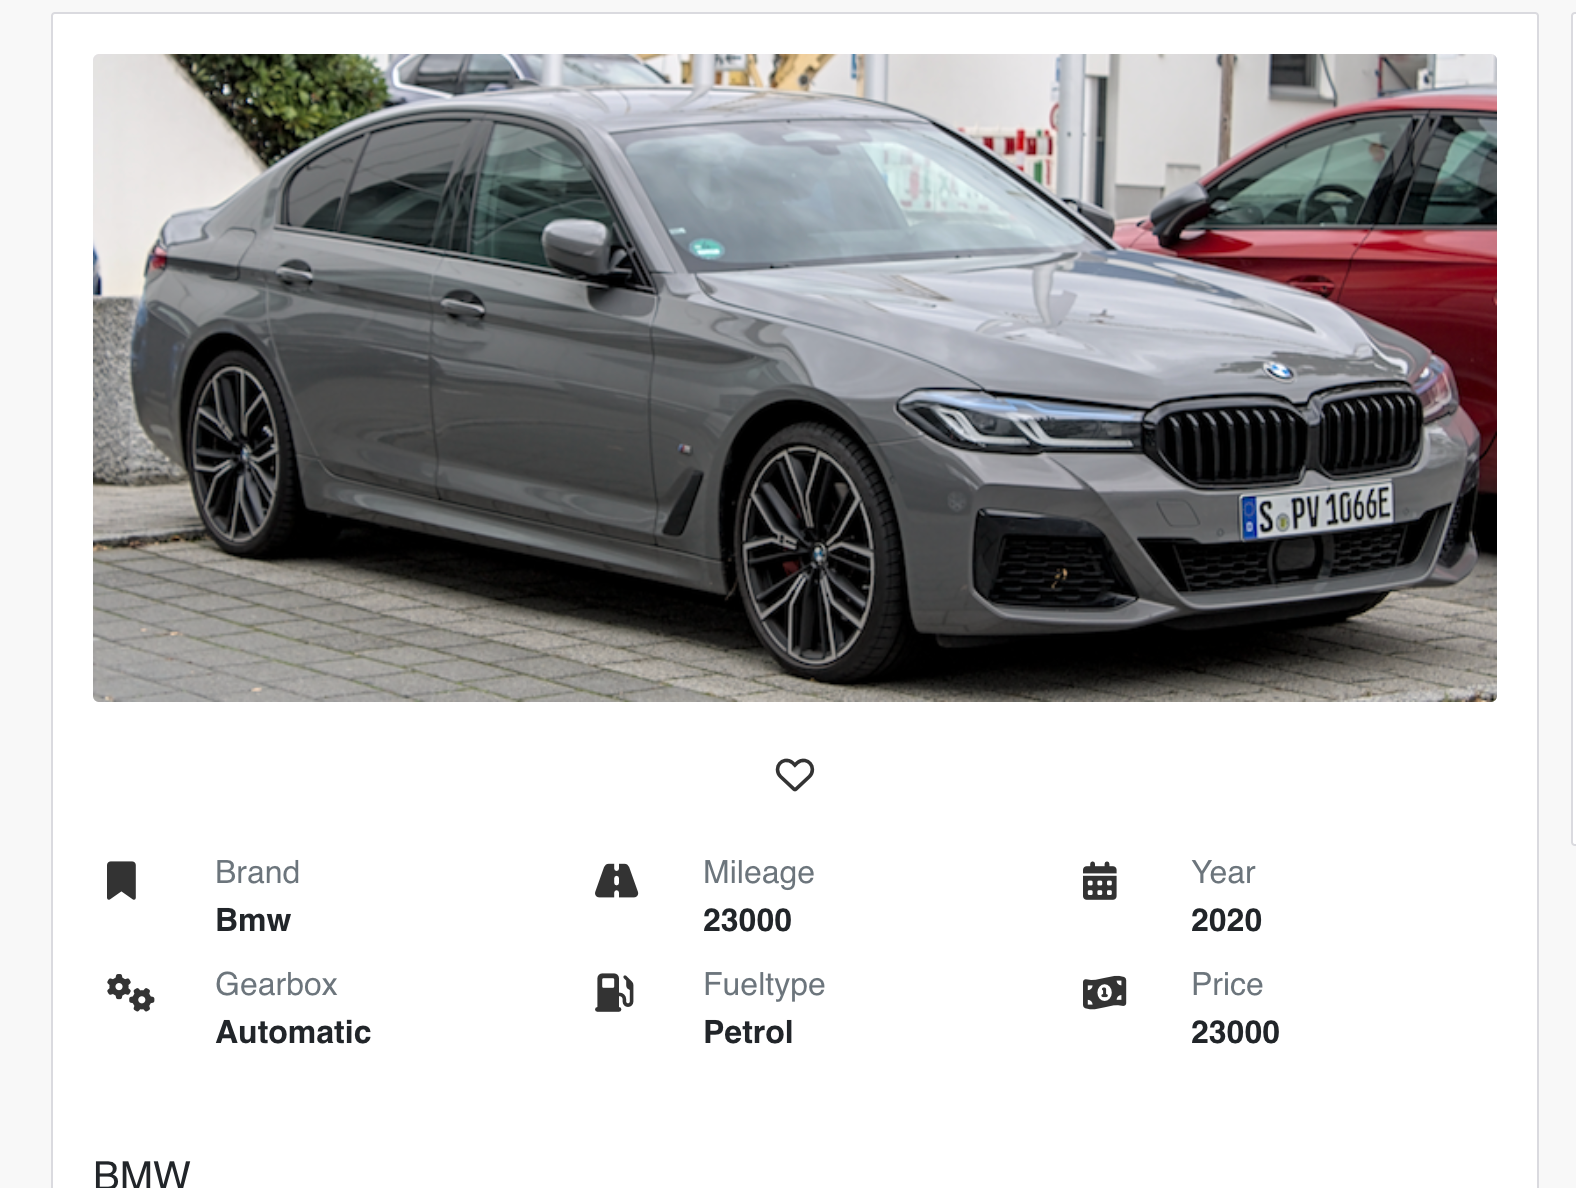 S PV 1066E
Brand
Bmw
Mileage
23000
Year
2020
Gearbox
Automatic
Fueltype
Petrol
Price
23000
BMW